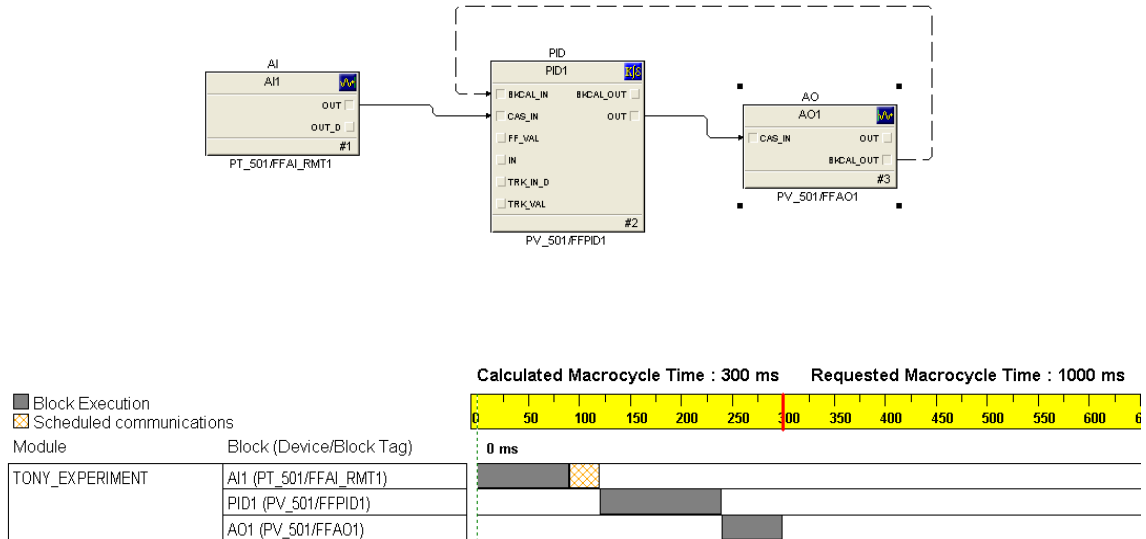 AI
AI1
OUT
OUT_D
#1
PT_501/FFAI_RMT1
PID
PID1
BKCAL_IN BKCAL_OUT
CAS_IN OUT
FF_VAL
IN
TRK_IN_D
TRK_VAL
#2
PV_501/FFPID1
AO
AO1
CAS_IN OUT
BKCAL_OUT
#3
PV_501/FFAO1
Calculated Macrocycle Time : 300 ms Requested Macrocycle Time : 1000 ms
Block Execution
Scheduled communications
0 50 100 150 200 250 300 350 400 450 500 550 600
Module Block (Device/Block Tag) 0 ms
TONY_EXPERIMENT AI1 (PT_501/FFAI_RMT1)
PID1 (PV_501/FFPID1)
AO1 (PV_501/FFAO1)